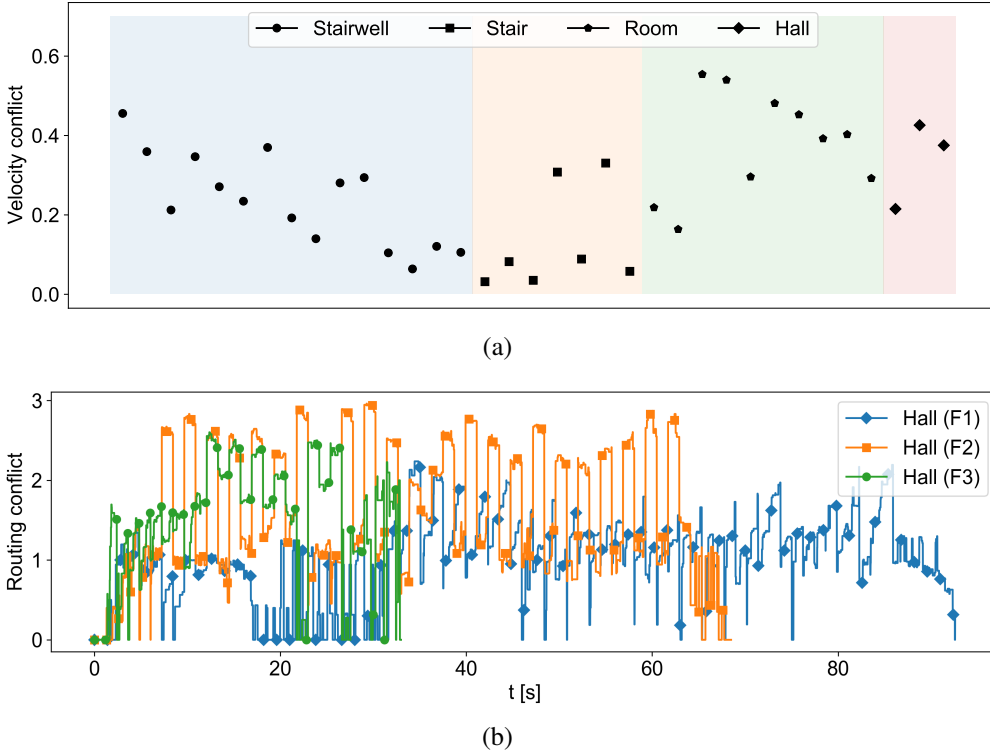 Stairwell Stair Room Hall
Velocity conflict
0.6
0.4
0.2
0.0
(a)
Routing conflict
3
2
1
0
Hall (F1)
Hall (F2)
Hall (F3)
0 20 40 60 80
t [s]
(b)